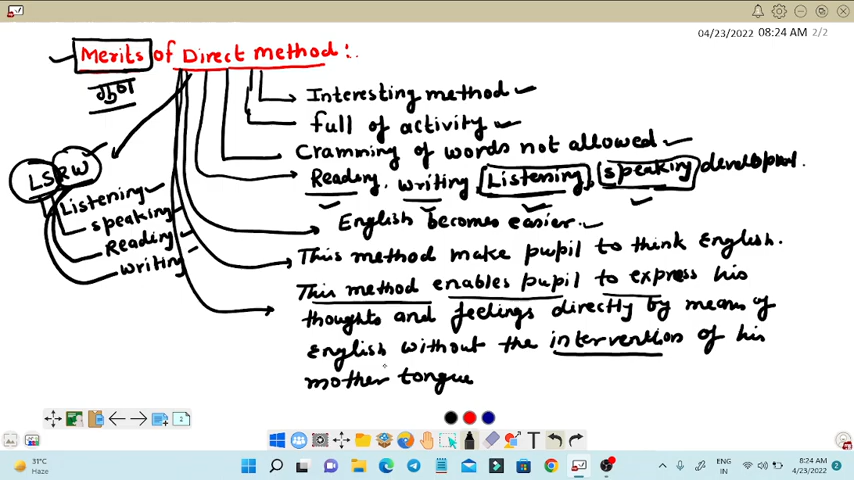 04/23/2022 08:24 AM 2/2
Merits of Direct method :-
गुण
Interesting method
full of activity
Cramming of words not allowed
Reading, writing, Listening, speaking
English becomes easier.
This method make pupil to think English.
This method enables pupil to express his
thoughts and feelings directly by means of
English without the intervention of his
mother tongue
LSRW
Listening
speaking
Reading
writing
2
31°C
Haze
ENG
IN
8:24 AM
4/23/2022